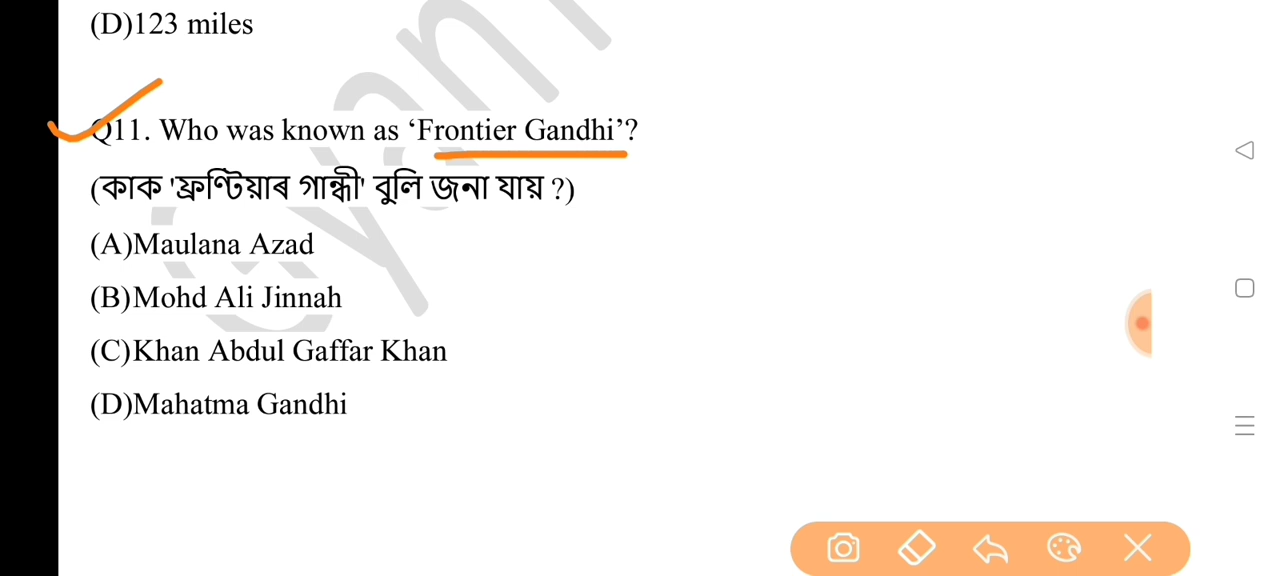 (D)123 miles
Q11. Who was known as ‘Frontier Gandhi’?
(কাক 'ফ্ৰণ্টিয়াৰ গান্ধী' বুলি জনা যায় ?)
(A)Maulana Azad
(B)Mohd Ali Jinnah
(C)Khan Abdul Gaffar Khan
(D)Mahatma Gandhi